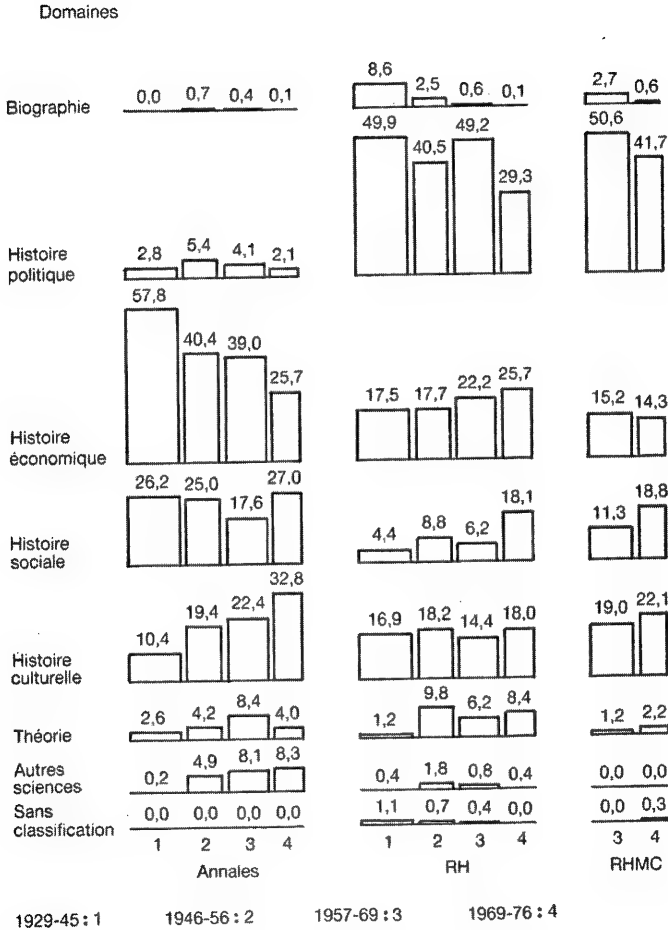 Domaines
8,6 2,5 0,6 0,1 2,7 0,6
Biographie 0,0 0,7 0,4 0,1
49,9 40,5 49,2 29,3 50,6 41,7
Histoire
politique
2,8 5,4 4,1 2,1
57,8 40,4 39,0 25,7
17,5 17,7 22,2 25,7 15,2 14,3
Histoire
économique
26,2 25,0 17,6 27,0
4,4 8,8 6,2 18,1 11,3 18,8
Histoire
sociale
10,4 19,4 22,4 32,8
16,9 18,2 14,4 18,0 19,0 22,1
Histoire
culturelle
Théorie 2,6 4,2 8,4 4,0 1,2 9,8 6,2 8,4 1,2 2,2
Autres
sciences
0,2 4,9 8,1 8,3 0,4 1,8 0,8 0,4 0,0 0,0
Sans
classification
0,0 0,0 0,0 0,0 1,1 0,7 0,4 0,0 0,0 0,3
1 2 3 4 1 2 3 4 3 4
Annales RH RHMC
1929-45 : 1 1946-56 : 2 1957-69 : 3 1969-76 : 4